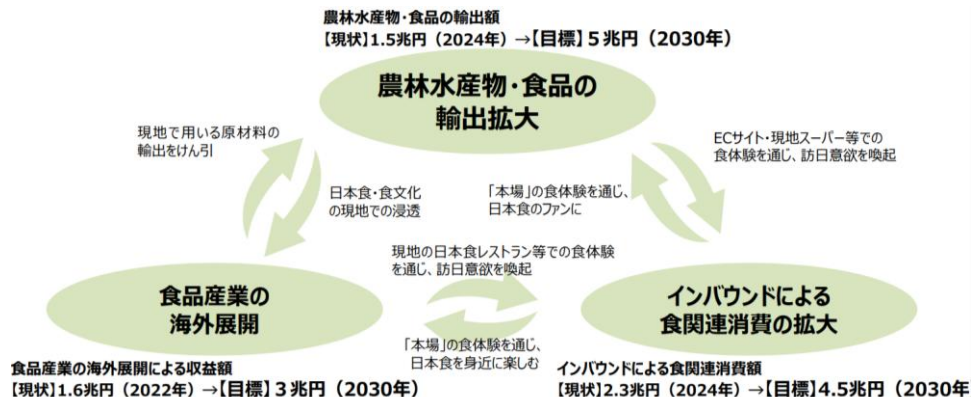 農林水産物・食品の輸出額
【現状】1.5兆円（2024年）→【目標】５兆円（2030年）
農林水産物・食品の
輸出拡大
現地で用いる原材料の
輸出をけん引
ECサイト・現地スーパー等での
食体験を通じ、訪日意欲を喚起
日本食・食文化
の現地での浸透
「本場」の食体験を通じ、
日本食のファンに
現地の日本食レストラン等での食体験
を通じ、訪日意欲を喚起
食品産業の
海外展開
インバウンドによる
食関連消費の拡大
「本場」の食体験を通じ、
日本食を身近に楽しむ
食品産業の海外展開による収益額
【現状】1.6兆円（2022年）→【目標】３兆円（2030年）
インバウンドによる食関連消費額
【現状】2.3兆円（2024年）→【目標】4.5兆円（2030年